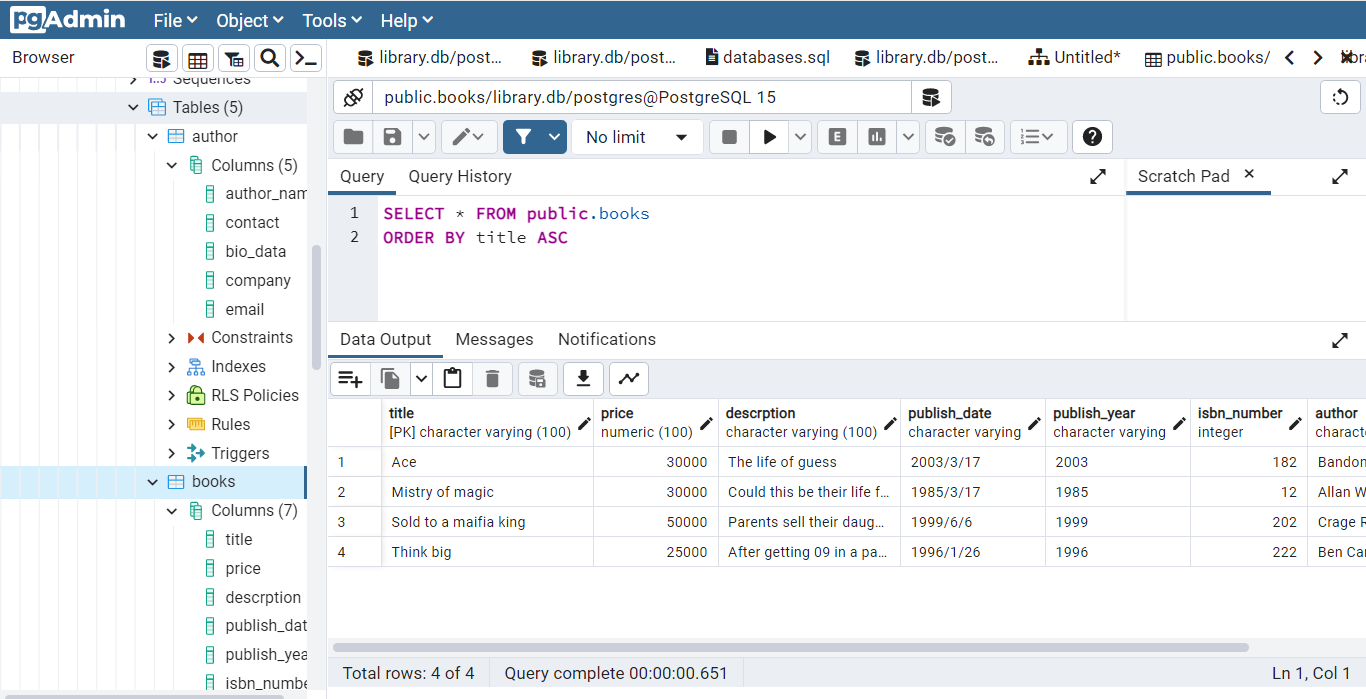 pgAdmin File Object Tools Help
Browser
library.db/post... library.db/post... databases.sql library.db/post... Untitled* public.books/
Sequences
Tables (5)
author
Columns (5)
author_nam
contact
bio_data
company
email
Constraints
Indexes
RLS Policies
Rules
Triggers
books
Columns (7)
title
price
descrption
publish_dat
publish_yea
isbn_numbe
public.books/library.db/postgres@PostgreSQL 15
No limit E
Query Query History Scratch Pad
1 SELECT * FROM public.books
2 ORDER BY title ASC
Data Output Messages Notifications
title price descrption publish_date publish_year isbn_number author
[PK] character varying (100) numeric (100) character varying (100) character varying character varying integer charact
1 Ace 30000 The life of guess 2003/3/17 2003 182 Bandon
2 Mistry of magic 30000 Could this be their life f... 1985/3/17 1985 12 Allan W
3 Sold to a maifia king 50000 Parents sell their daug... 1999/6/6 1999 202 Crage R
4 Think big 25000 After getting 09 in a pa... 1996/1/26 1996 222 Ben Car
Total rows: 4 of 4 Query complete 00:00:00.651 Ln 1, Col 1